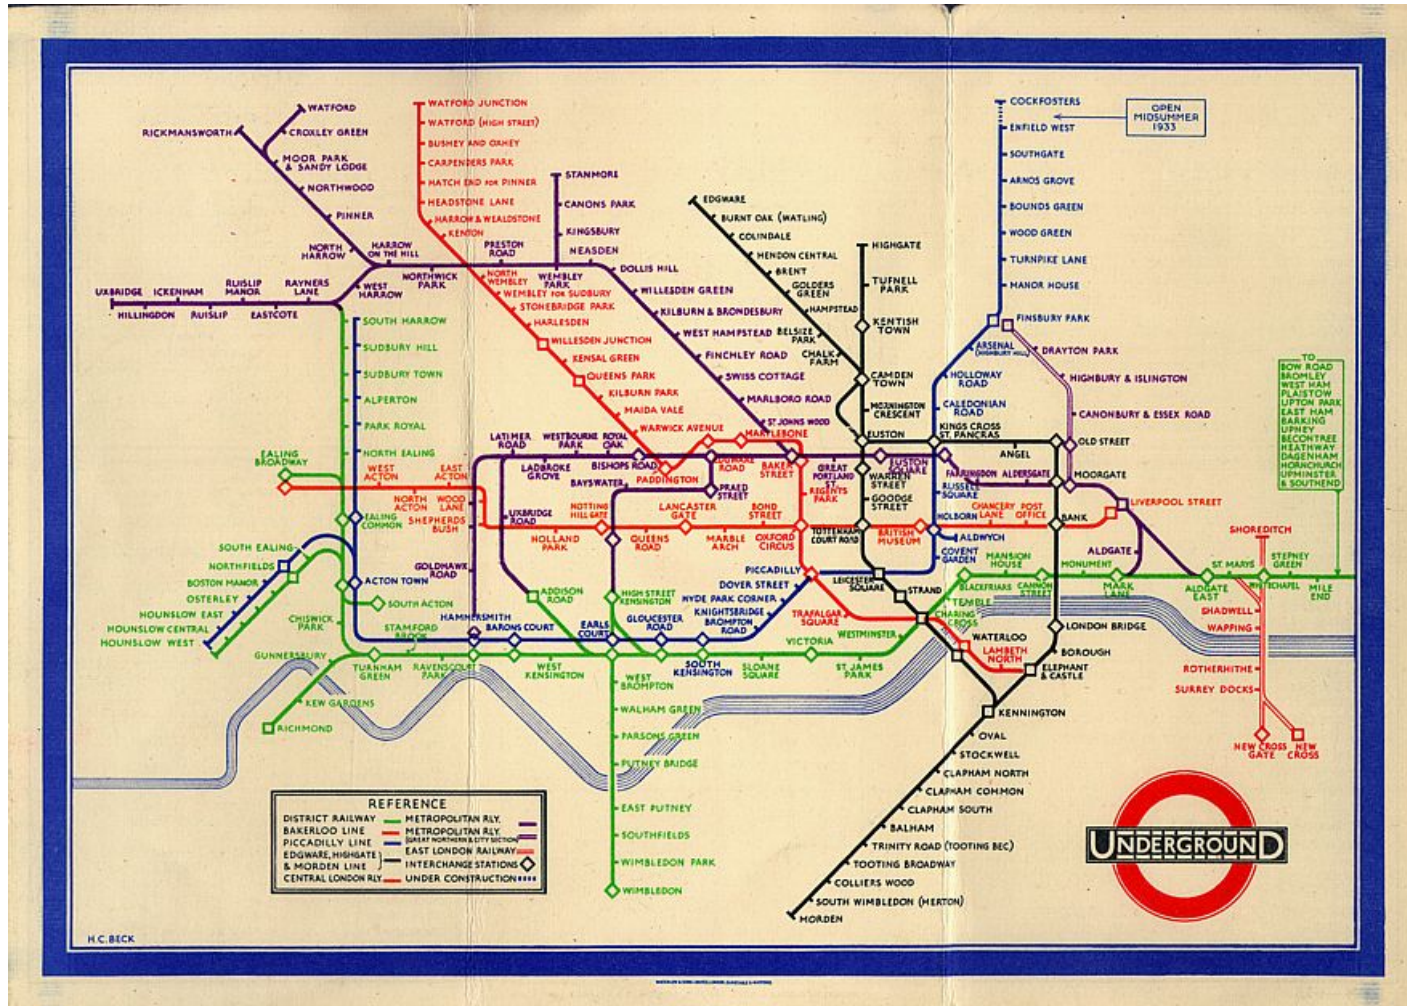 WATFORD
RICKMANSWORTH
CROXLEY GREEN
MOOR PARK
& SANDY LODGE
NORTHWOOD
PINNER
NORTH
HARROW
HARROW
ON THE HILL
NORTHWICK
PARK
PRESTON
ROAD
WEMBLEY
PARK
STANMORE
CANONS PARK
KINGSBURY
NEASDEN
DOLLIS HILL
WILLESDEN GREEN
KILBURN & BRONDESBURY
WEST HAMPSTEAD
FINCHLEY ROAD
SWISS COTTAGE
MARLBORO ROAD
ST. JOHNS WOOD
UXBRIDGE
ICKENHAM
RUISLIP
MANOR
RAYNERS
LANE
WEST
HARROW
HILLINGDON
RUISLIP
EASTCOTE
WATFORD JUNCTION
WATFORD (HIGH STREET)
BUSHEY AND OXHEY
CARPENDERS PARK
HATCH END FOR PINNER
HEADSTONE LANE
HARROW & WEALDSTONE
KENTON
NORTH
WEMBLEY
WEMBLEY FOR SUDBURY
STONEBRIDGE PARK
HARLESDEN
WILLESDEN JUNCTION
KENSAL GREEN
QUEENS PARK
KILBURN PARK
MAIDA VALE
WARWICK AVENUE
PADDINGTON
EDGWARE
ROAD
MARYLEBONE
BAKER
STREET
REGENTS
PARK
OXFORD
CIRCUS
PICCADILLY
TRAFALGAR
SQUARE
CHARING
CROSS
WATERLOO
LAMBETH
NORTH
ELEPHANT
& CASTLE
EDGWARE
BURNT OAK (WATLING)
COLINDALE
HENDON CENTRAL
BRENT
GOLDERS
GREEN
HAMPSTEAD
BELSIZE
PARK
CHALK
FARM
HIGHGATE
TUFNELL
PARK
KENTISH
TOWN
CAMDEN
TOWN
MORNINGTON
CRESCENT
EUSTON
WARREN
STREET
GOODGE
STREET
TOTTENHAM
COURT ROAD
LEICESTER
SQUARE
STRAND
COCKFOSTERS
OPEN
MIDSUMMER
1933
ENFIELD WEST
SOUTHGATE
ARNOS GROVE
BOUNDS GREEN
WOOD GREEN
TURNPIKE LANE
MANOR HOUSE
FINSBURY PARK
ARSENAL
(HIGHBURY HILL)
HOLLOWAY
ROAD
CALEDONIAN
ROAD
KINGS CROSS
ST. PANCRAS
RUSSELL
SQUARE
HOLBORN
ALDWYCH
COVENT
GARDEN
DRAYTON PARK
HIGHBURY & ISLINGTON
CANONBURY & ESSEX ROAD
OLD STREET
ANGEL
MOORGATE
BANK
LONDON BRIDGE
BOROUGH
KENNINGTON
OVAL
STOCKWELL
CLAPHAM NORTH
CLAPHAM COMMON
CLAPHAM SOUTH
BALHAM
TRINITY ROAD (TOOTING BEC)
TOOTING BROADWAY
COLLIERS WOOD
SOUTH WIMBLEDON (MERTON)
MORDEN
TO
BOW ROAD
BROMLEY
WEST HAM
PLAISTOW
UPTON PARK
EAST HAM
BARKING
UPNEY
BECONTREE
HEATHWAY
DAGENHAM
HORNCHURCH
UPMINSTER
& SOUTHEND
SOUTH HARROW
SUDBURY HILL
SUDBURY TOWN
ALPERTON
PARK ROYAL
NORTH EALING
EALING
COMMON
ACTON TOWN
EALING
BROADWAY
WEST
ACTON
NORTH
ACTON
EAST
ACTON
WOOD
LANE
SHEPHERDS
BUSH
HOLLAND
PARK
NOTTING
HILL GATE
QUEENS
ROAD
LANCASTER
GATE
MARBLE
ARCH
BOND
STREET
BRITISH
MUSEUM
CHANCERY
LANE
POST
OFFICE
LIVERPOOL STREET
LATIMER
ROAD
LADBROKE
GROVE
WESTBOURNE
PARK
ROYAL
OAK
BISHOPS ROAD
BAYSWATER
PRAED
STREET
GREAT
PORTLAND
ST.
EUSTON
SQUARE
FARRINGDON
ALDERSGATE
ALDGATE
UXBRIDGE
ROAD
GOLDHAWK
ROAD
HAMMERSMITH
ADDISON
ROAD
HIGH STREET
KENSINGTON
SOUTH EALING
NORTHFIELDS
BOSTON MANOR
OSTERLEY
HOUNSLOW EAST
HOUNSLOW CENTRAL
HOUNSLOW WEST
SOUTH ACTON
CHISWICK
PARK
STAMFORD
BROOK
GUNNERSBURY
KEW GARDENS
RICHMOND
TURNHAM
GREEN
RAVENSCOURT
PARK
BARONS COURT
WEST
KENSINGTON
EARLS
COURT
GLOUCESTER
ROAD
SOUTH
KENSINGTON
BROMPTON
ROAD
KNIGHTSBRIDGE
HYDE PARK CORNER
DOVER STREET
SLOANE
SQUARE
VICTORIA
ST. JAMES
PARK
WESTMINSTER
TEMPLE
BLACKFRIARS
MANSION
HOUSE
CANNON
STREET
MONUMENT
MARK
LANE
ALDGATE
EAST
ST. MARYS
WHITECHAPEL
STEPNEY
GREEN
MILE
END
WEST
BROMPTON
WALHAM GREEN
PARSONS GREEN
PUTNEY BRIDGE
EAST PUTNEY
SOUTHFIELDS
WIMBLEDON PARK
WIMBLEDON
SHOREDITCH
SHADWELL
WAPPING
ROTHERHITHE
SURREY DOCKS
NEW CROSS
GATE
NEW
CROSS
REFERENCE
DISTRICT RAILWAY
BAKERLOO LINE
PICCADILLY LINE
EDGWARE, HIGHGATE
& MORDEN LINE
CENTRAL LONDON RLY.
METROPOLITAN RLY.
METROPOLITAN RLY.
(GREAT NORTHERN & CITY SECTION)
EAST LONDON RAILWAY
INTERCHANGE STATIONS
UNDER CONSTRUCTION
UNDERGROUND
H.C. BECK